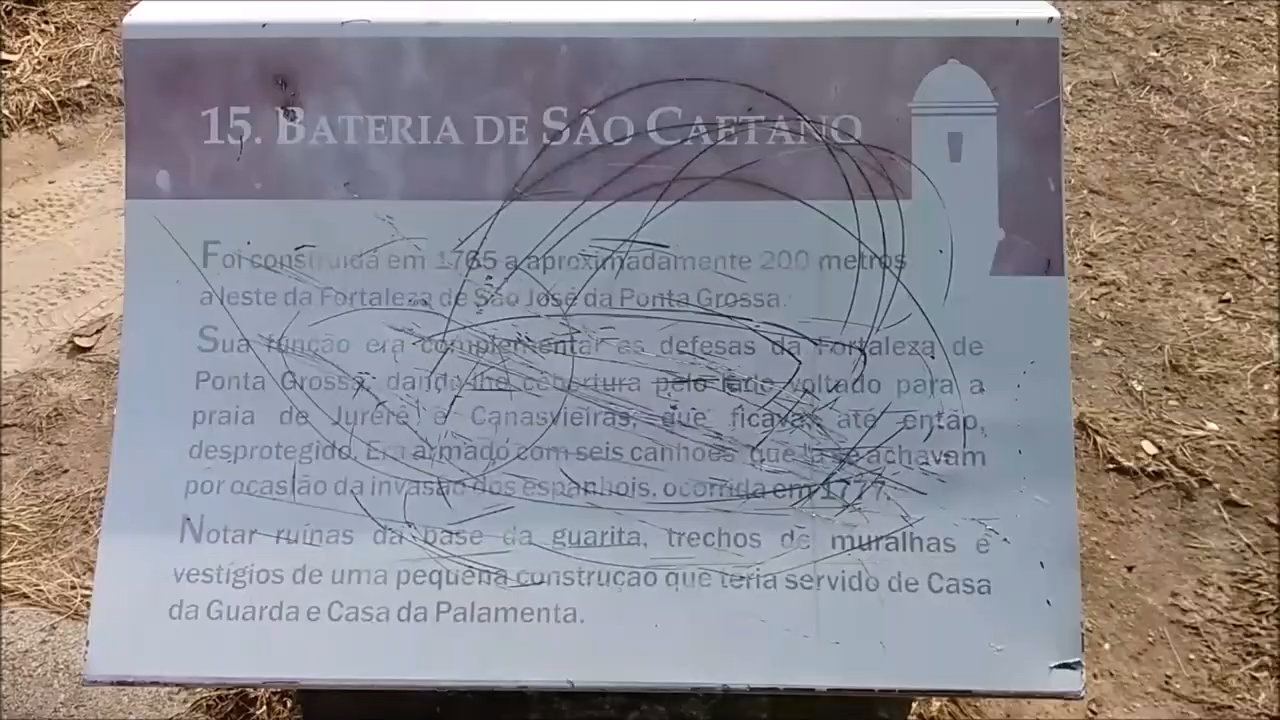 15. BATERIA DE SÃO CAETANO
Foi construída em 1765 a aproximadamente 200 metros
a leste da Fortaleza de São José da Ponta Grossa.
Sua função era complementar as defesas da Fortaleza de
Ponta Grossa, dando-lhe cobertura pelo lado voltado para a
praia de Jurerê e Canasvieiras, que ficava, até então,
desprotegido. Era armado com seis canhões que lá se achavam
por ocasião da invasão dos espanhóis, ocorrida em 1777.
Notar ruínas da base da guarita, trechos de muralhas e
vestígios de uma pequena construção que teria servido de Casa
da Guarda e Casa da Palamenta.